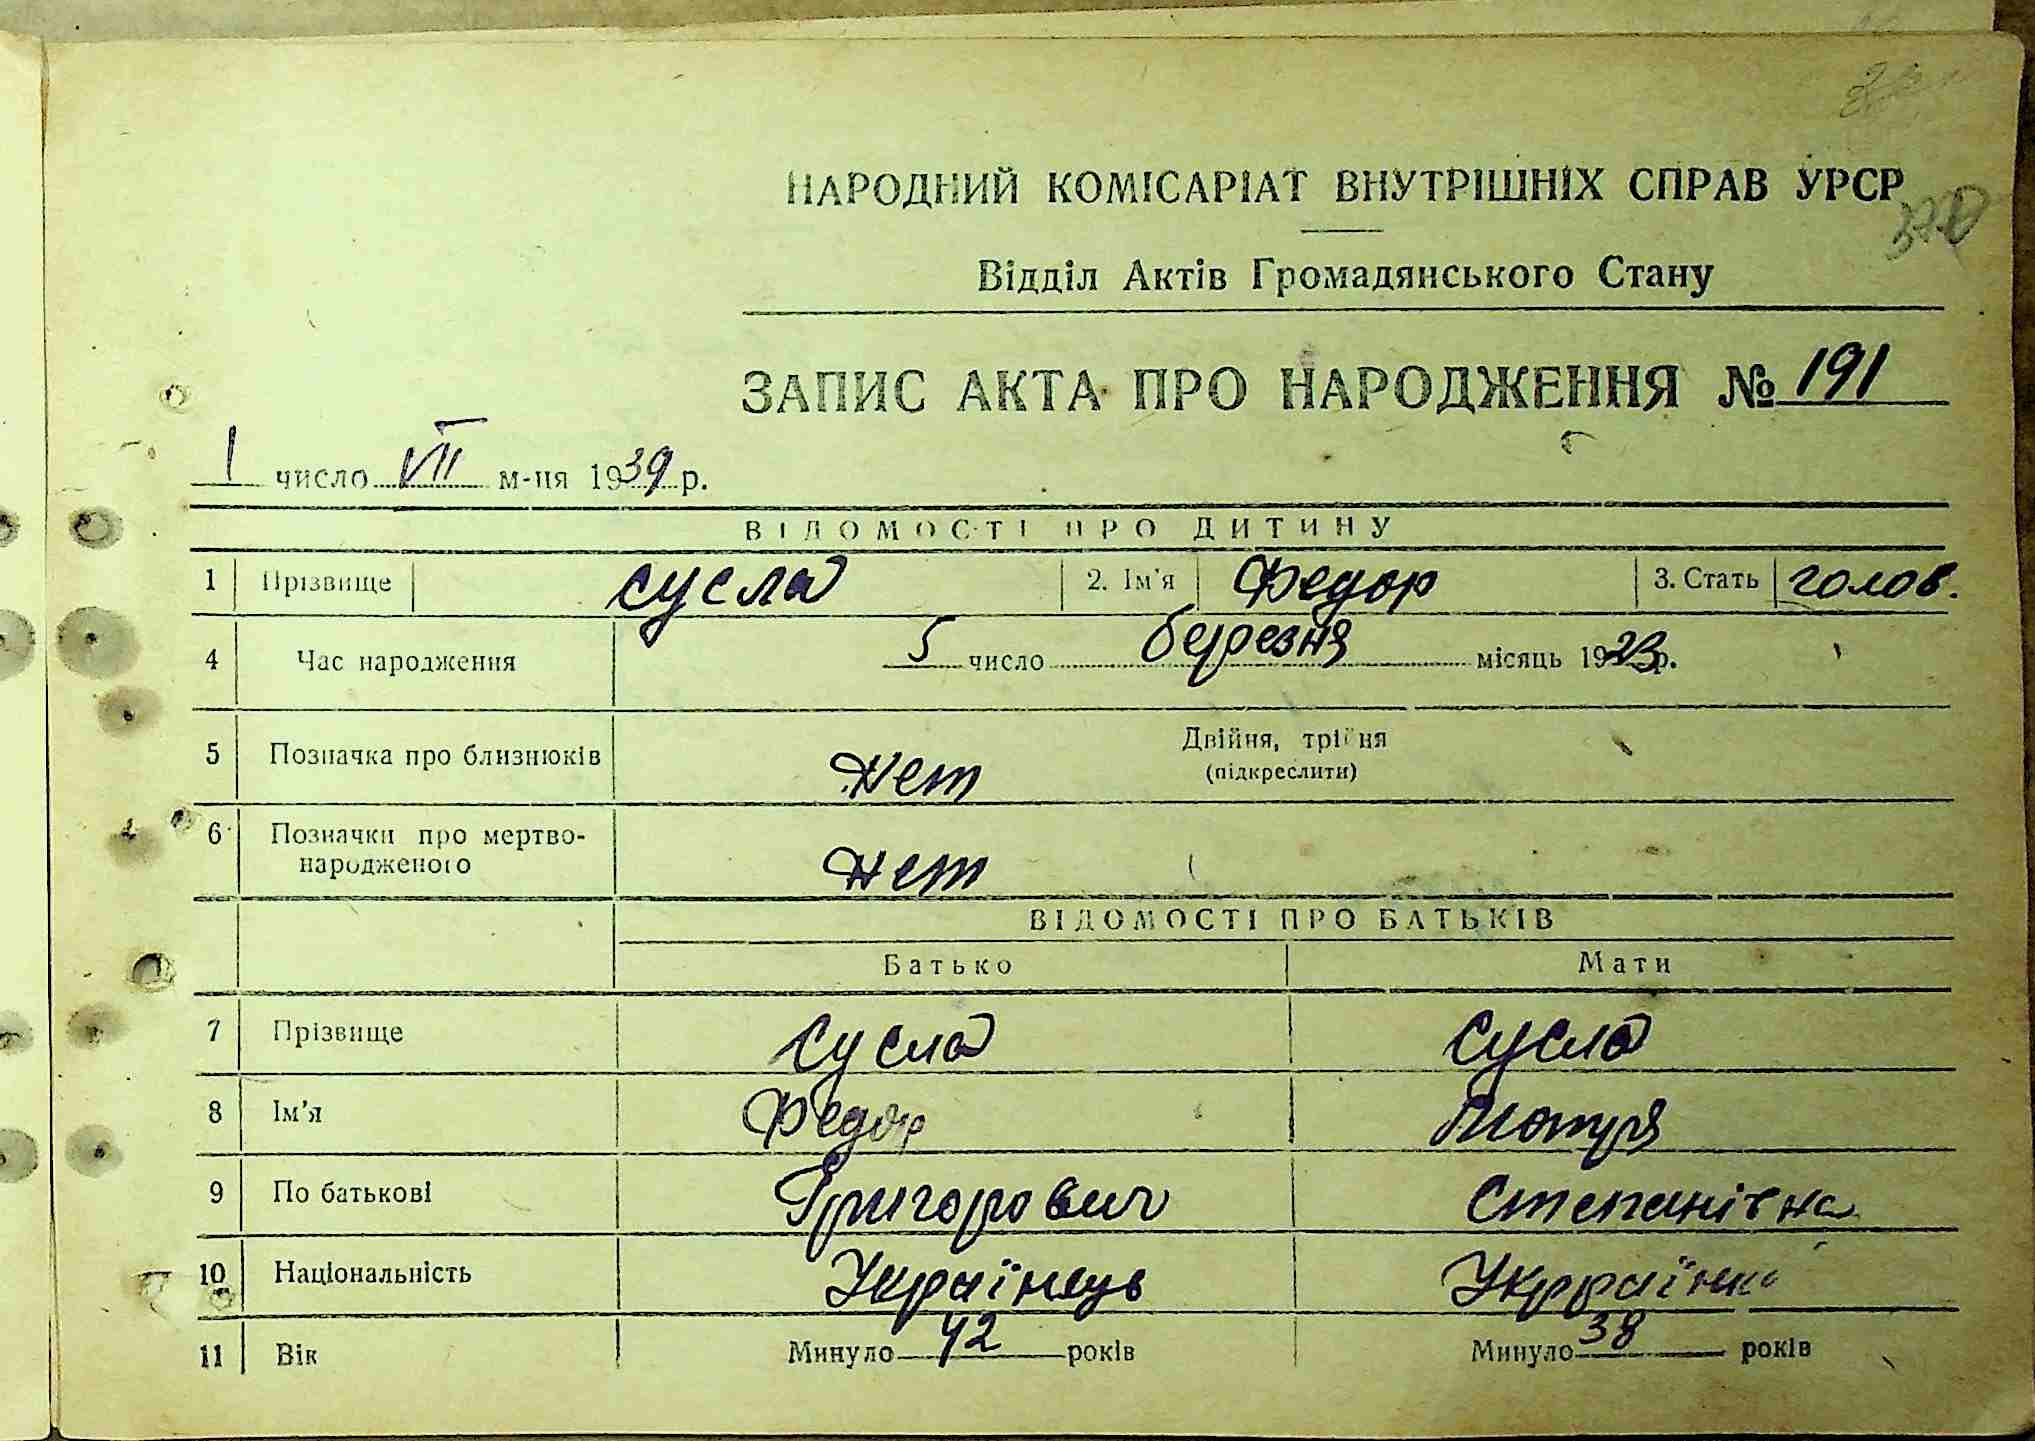 НАРОДНИЙ КОМІСАРІАТ ВНУТРІШНІХ СПРАВ УРСР
Відділ Актів Громадянського Стану
ЗАПИС АКТА ПРО НАРОДЖЕННЯ № 191
1 число VII м-ця 1939 р.
ВІДОМОСТІ ПРО ДИТИНУ
1 Прізвище Сусла 2. Ім'я Федор 3. Стать голов.
4 Час народження 5 число березня місяць 1923 р.
5 Позначка про близнюків Нет Двійня, трійня
(підкреслити)
6 Позначки про мертво-
народженого Нет
ВІДОМОСТІ ПРО БАТЬКІВ
Батько Мати
7 Прізвище Сусла Сусла
8 Ім'я Федор Мотря
9 По батькові Григорович Степанівна
10 Національність Українець Українка
11 Вік Минуло 42 років Минуло 38 років